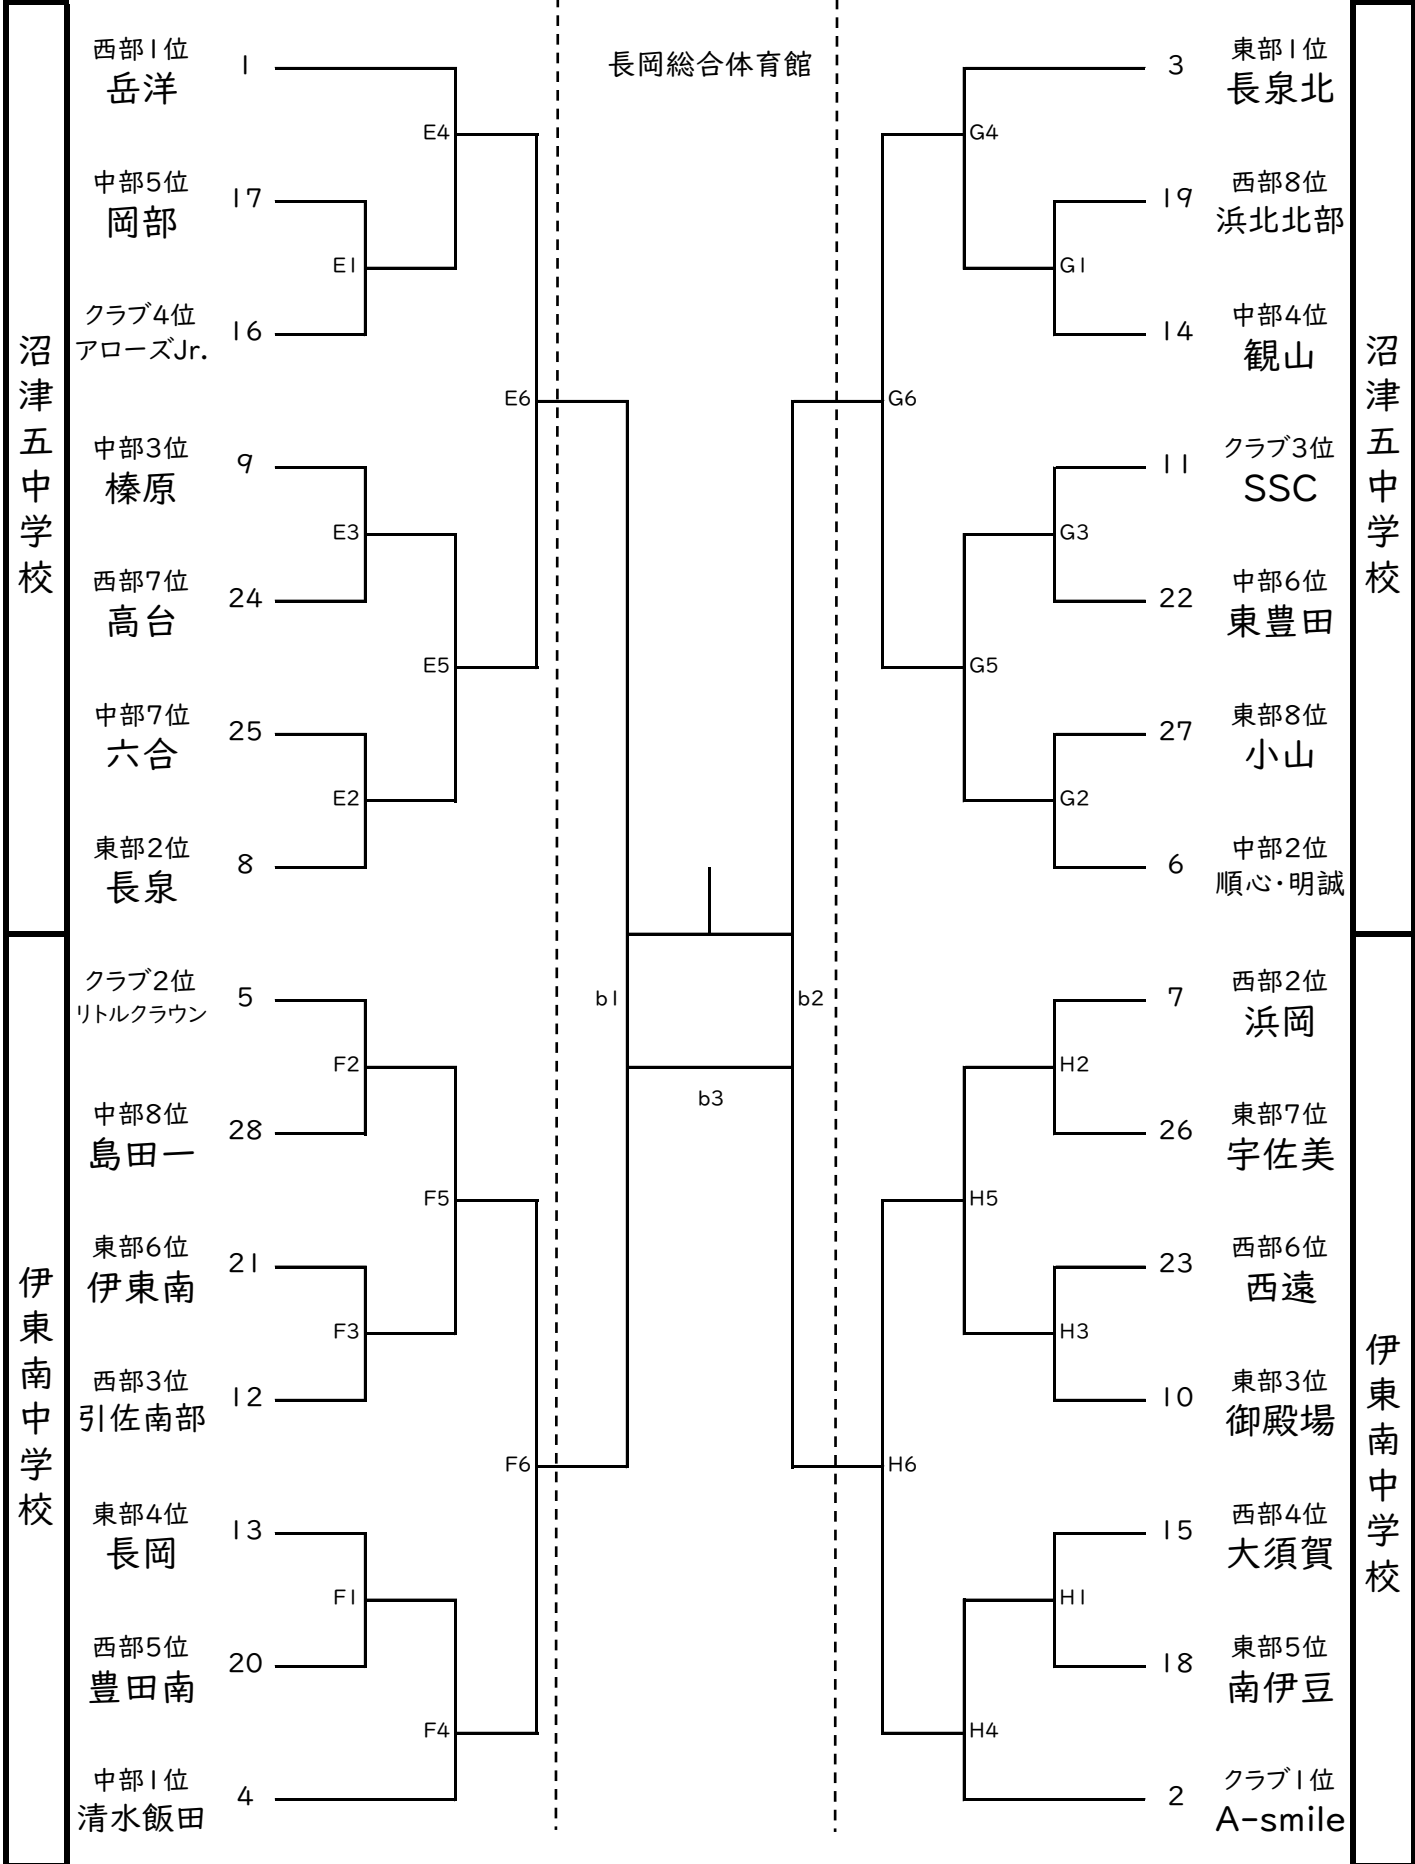 長岡総合体育館
沼津五中学校
西部1位
岳洋
1
中部5位
岡部
17
クラブ4位
アローズJr.
16
中部3位
榛原
9
西部7位
高台
24
中部7位
六合
25
東部2位
長泉
8
E4
E1
E6
E3
E5
E2
伊東南中学校
クラブ2位
リトルクラウン
5
中部8位
島田一
28
東部6位
伊東南
21
西部3位
引佐南部
12
東部4位
長岡
13
西部5位
豊田南
20
中部1位
清水飯田
4
F2
F5
F3
F6
F1
F4
b1
b2
b3
沼津五中学校
3
東部1位
長泉北
19
西部8位
浜北北部
14
中部4位
観山
11
クラブ3位
SSC
22
中部6位
東豊田
27
東部8位
小山
6
中部2位
順心・明誠
G4
G1
G6
G3
G5
G2
伊東南中学校
7
西部2位
浜岡
26
東部7位
宇佐美
23
西部6位
西遠
10
東部3位
御殿場
15
西部4位
大須賀
18
東部5位
南伊豆
2
クラブ1位
A-smile
H2
H5
H3
H6
H1
H4